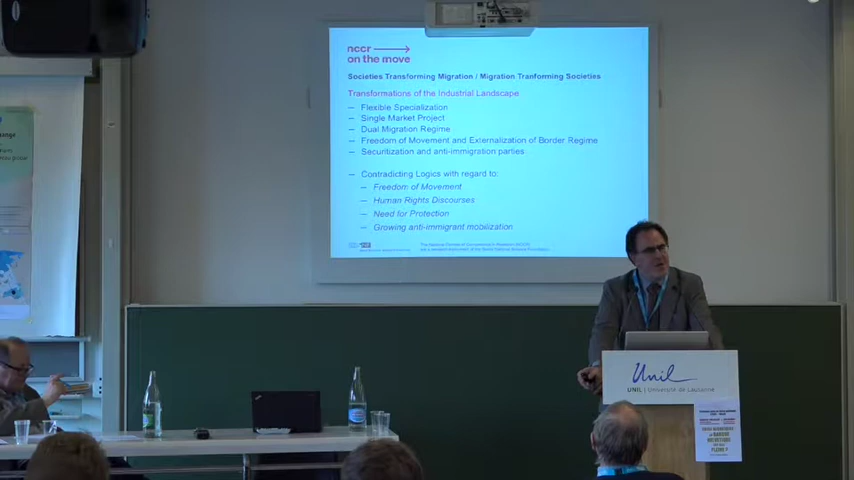 nccr
on the move
Societies Transforming Migration / Migration Tranforming Societies
Transformations of the Industrial Landscape
– Flexible Specialization
– Single Market Project
– Dual Migration Regime
– Freedom of Movement and Externalization of Border Regime
– Securitization and anti-immigration parties
– Contradicting Logics with regard to:
– Freedom of Movement
– Human Rights Discourses
– Need for Protection
– Growing anti-immigrant mobilization
Unil
UNIL | Université de Lausanne